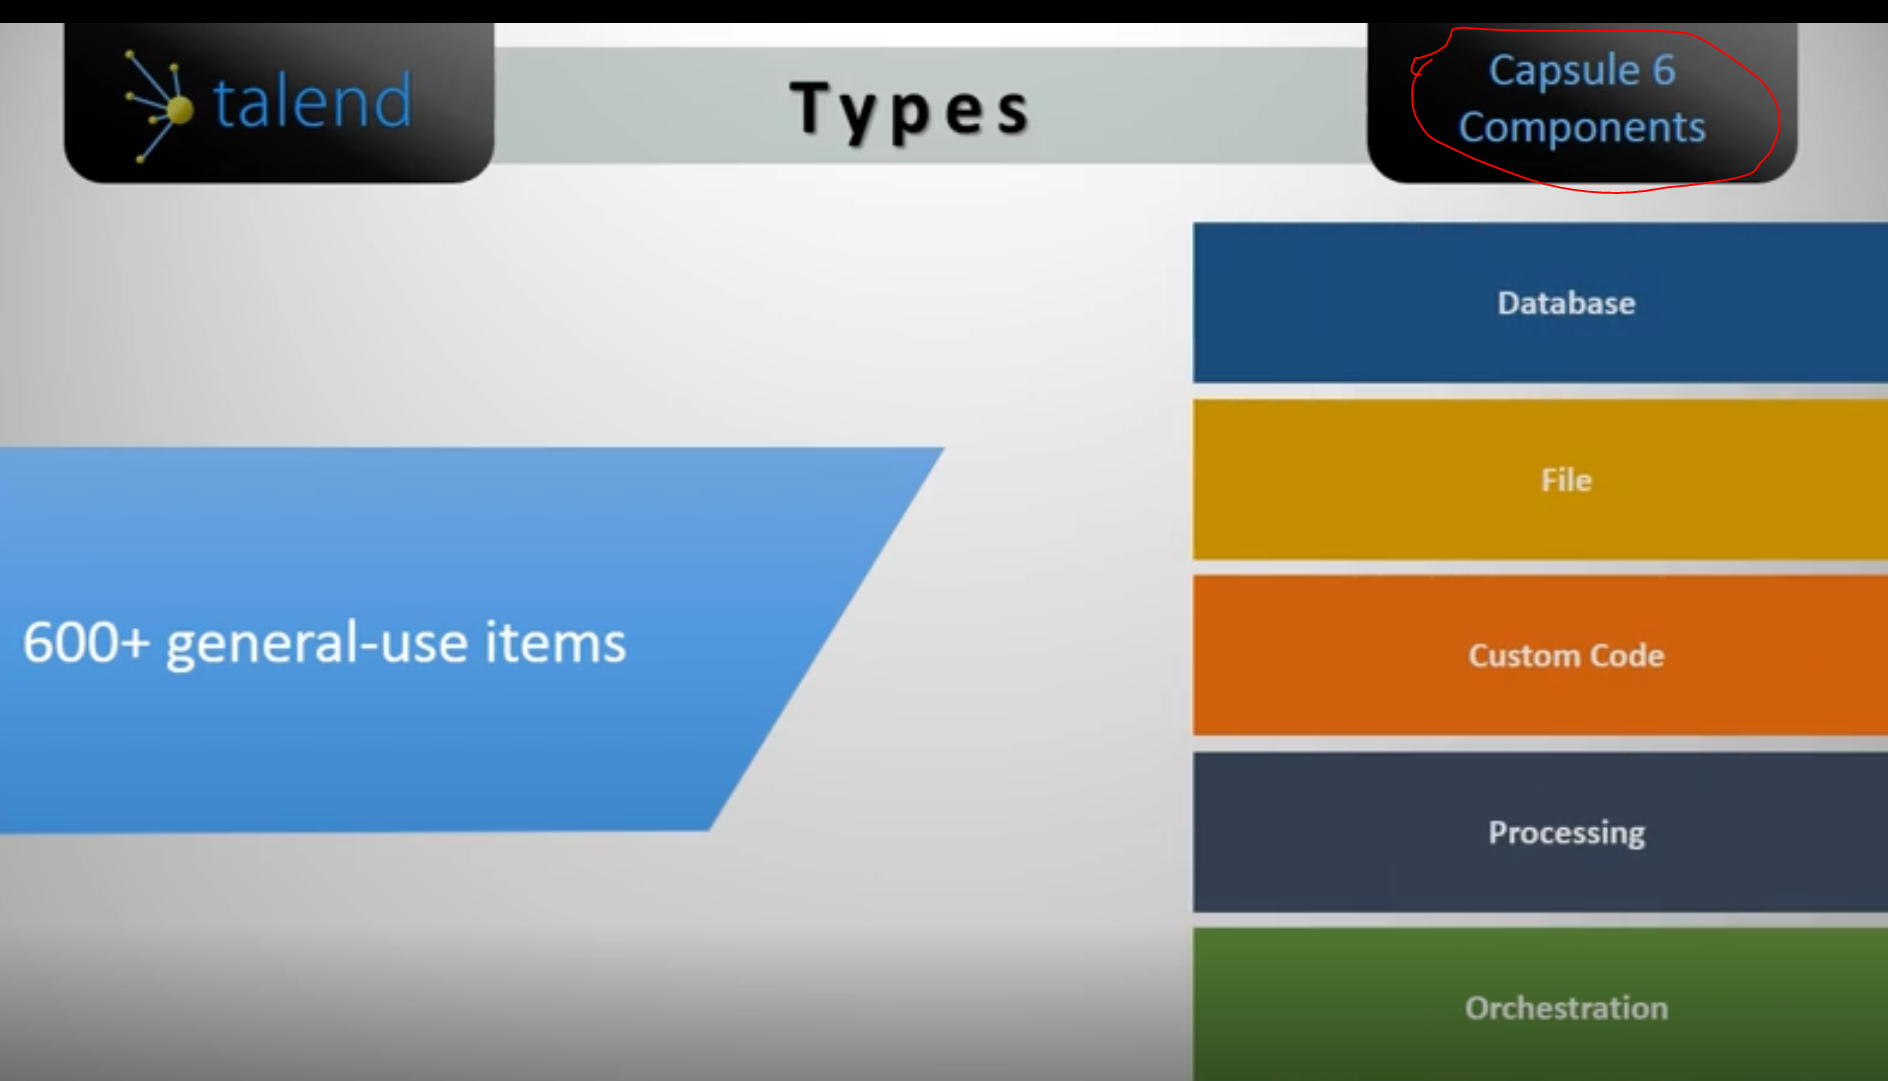 talend
Types
Capsule 6
Components
Database
File
600+ general-use items
Custom Code
Processing
Orchestration